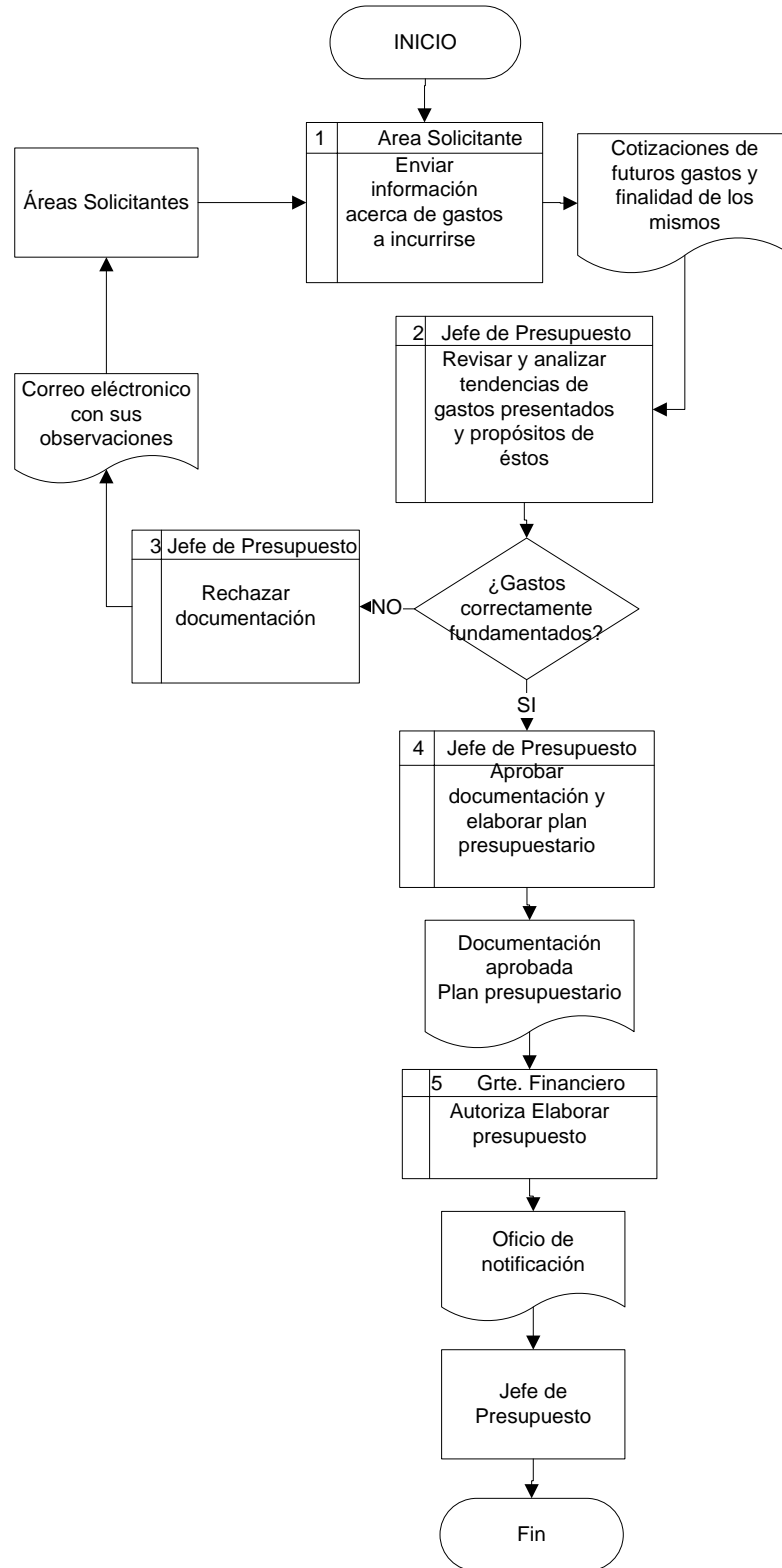 INICIO
1 Area Solicitante
Enviar
información
acerca de gastos
a incurrirse
Cotizaciones de
futuros gastos y
finalidad de los
mismos
Áreas Solicitantes
2 Jefe de Presupuesto
Revisar y analizar
tendencias de
gastos presentados
y propósitos de
éstos
Correo eléctronico
con sus
observaciones
3 Jefe de Presupuesto
Rechazar
documentación
NO
¿Gastos
correctamente
fundamentados?
SI
4 Jefe de Presupuesto
Aprobar
documentación y
elaborar plan
presupuestario
Documentación
aprobada
Plan presupuestario
5 Grte. Financiero
Autoriza Elaborar
presupuesto
Oficio de
notificación
Jefe de
Presupuesto
Fin